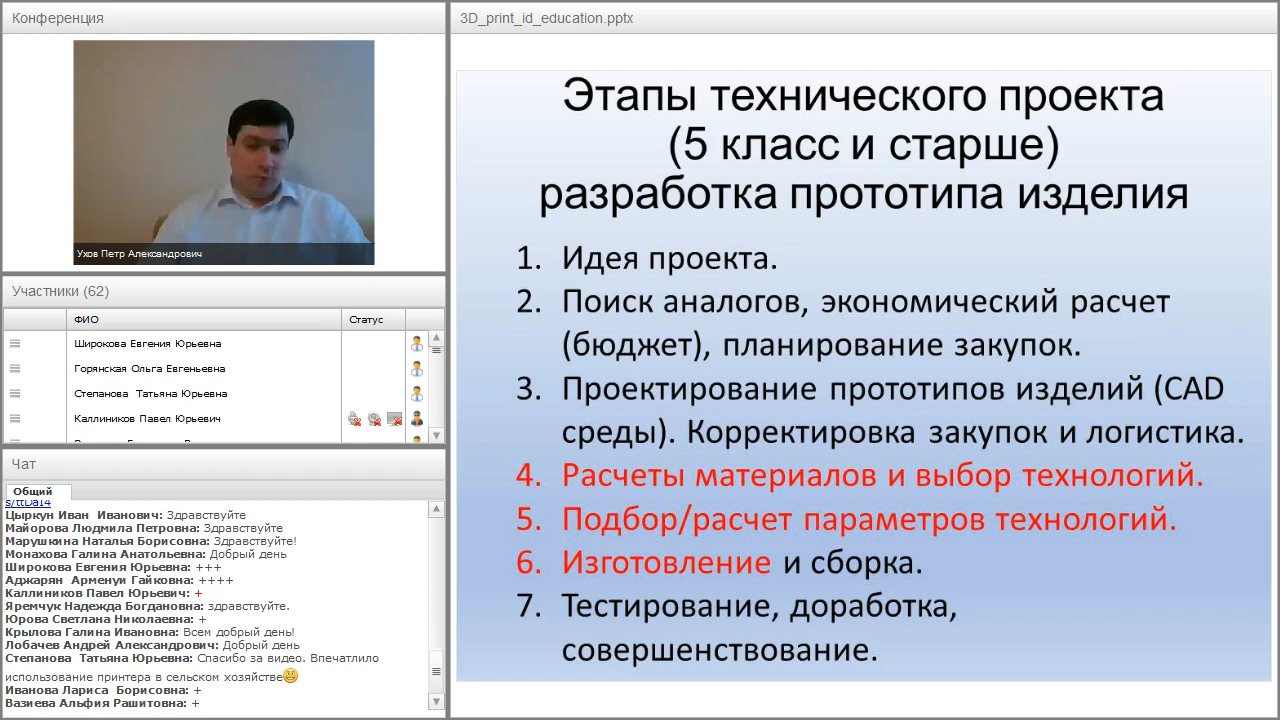 Конференция
Ухов Петр Александрович
Участники (62)
ФИО
Статус
Широкова Евгения Юрьевна
Горянская Ольга Евгеньевна
Степанова Татьяна Юрьевна
Каллиников Павел Юрьевич
Чат
Общий
s/ttDaT4
Цыркун Иван Иванович: Здравствуйте
Майорова Людмила Петровна: Здравствуйте
Марушкина Наталья Борисовна: Здравствуйте!
Монахова Галина Анатольевна: Добрый день
Широкова Евгения Юрьевна: +++
Аджарян Арменуи Гайковна: ++++
Каллиников Павел Юрьевич: +
Яремчук Надежда Богдановна: здравствуйте.
Юрова Светлана Николаевна: +
Крылова Галина Ивановна: Всем добрый день!
Лобачев Андрей Александрович: Добрый день
Степанова Татьяна Юрьевна: Спасибо за видео. Впечатлило
использование принтера в сельском хозяйстве
Иванова Лариса Борисовна: +
Вазиева Альфия Рашитовна: +
3D_print_id_education.pptx
Этапы технического проекта
(5 класс и старше)
разработка прототипа изделия
1. Идея проекта.
2. Поиск аналогов, экономический расчет
(бюджет), планирование закупок.
3. Проектирование прототипов изделий (CAD
среды). Корректировка закупок и логистика.
4. Расчеты материалов и выбор технологий.
5. Подбор/расчет параметров технологий.
6. Изготовление и сборка.
7. Тестирование, доработка,
совершенствование.